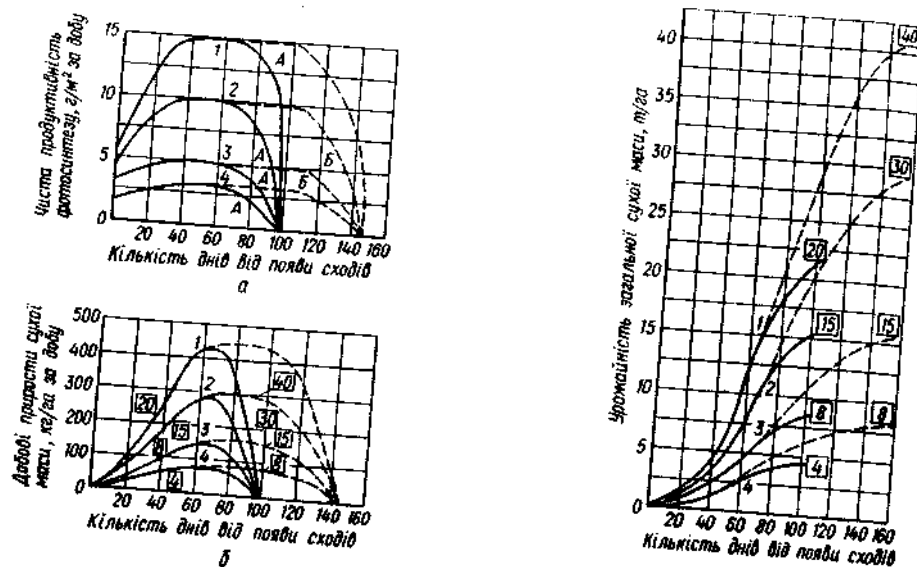 Чиста продуктивність
фотосинтезу, г/м² за добу
15
10
5
0
1
А
2
3
А
Б
4
А
Б
А
20 40 60 80 100 120 140 160
Кількість днів від появи сходів
а
Добові прирости сухої
маси, кг/га за добу
500
400
300
200
100
0
1
2
40
20
15
3
30
15
8
4
8
4
20 40 60 80 100 120 140
Кількість днів від появи сходів
б
Урожайність загальної сухої маси, т/га
40
35
30
25
20
15
10
5
0
40
30
20
1
15
15
2
3
8
8
4
4
20 40 60 80 100 120 140 160
Кількість днів від появи сходів